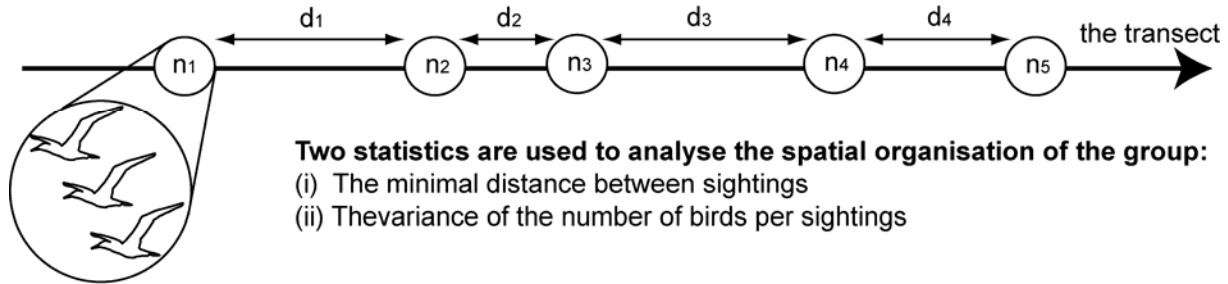 d1 d2 d3 d4
the transect
n1 n2 n3 n4 n5
Two statistics are used to analyse the spatial organisation of the group:
(i) The minimal distance between sightings
(ii) Thevariance of the number of birds per sightings